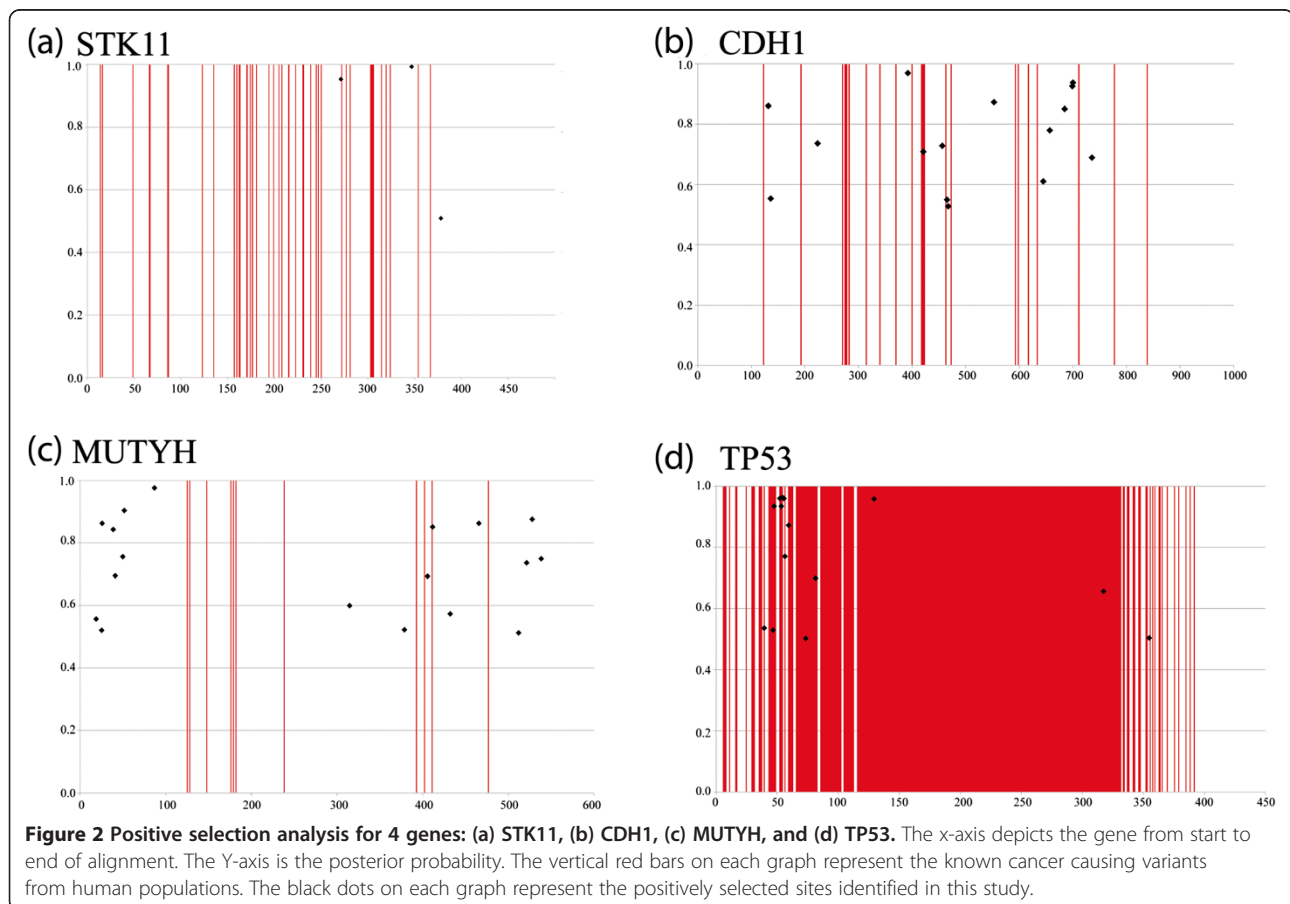 (a) STK11
1.0
0.8
0.6
0.4
0.2
0.0
0 50 100 150 200 250 300 350 400 450
(b) CDH1
1.0
0.8
0.6
0.4
0.2
0.0
0 100 200 300 400 500 600 700 800 900 1000
(c) MUTYH
1.0
0.8
0.6
0.4
0.2
0.0
0 100 200 300 400 500 600
(d) TP53
1.0
0.8
0.6
0.4
0.2
0.0
0 50 100 150 200 250 300 350 400 450
Figure 2 Positive selection analysis for 4 genes: (a) STK11, (b) CDH1, (c) MUTYH, and (d) TP53. The x-axis depicts the gene from start to
end of alignment. The Y-axis is the posterior probability. The vertical red bars on each graph represent the known cancer causing variants
from human populations. The black dots on each graph represent the positively selected sites identified in this study.